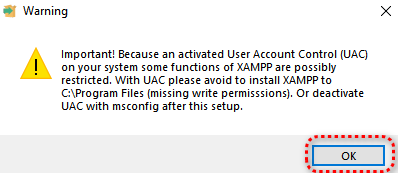 Warning
Important! Because an activated User Account Control (UAC)
on your system some functions of XAMPP are possibly
restricted. With UAC please avoid to install XAMPP to
C:\Program Files (missing write permisssions). Or deactivate
UAC with msconfig after this setup.
OK